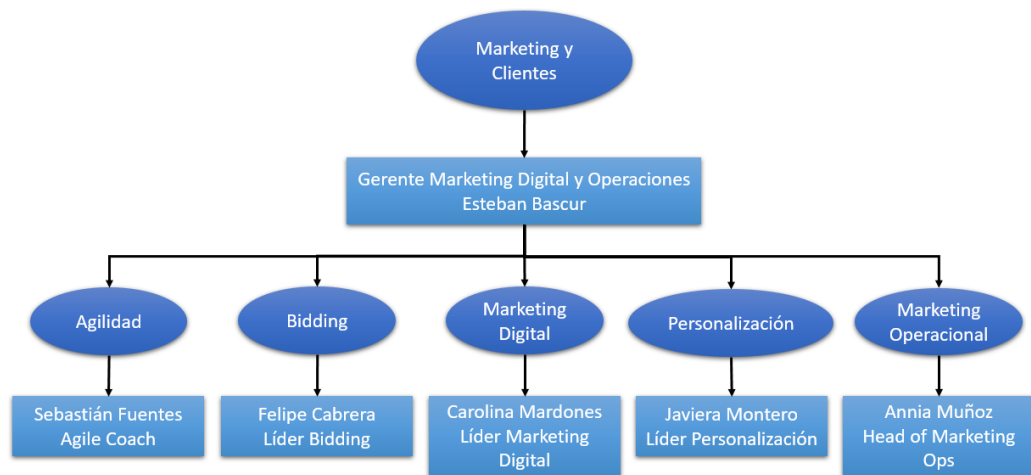 Marketing y
Clientes
Gerente Marketing Digital y Operaciones
Esteban Bascur
Agilidad
Bidding
Marketing
Digital
Personalización
Marketing
Operacional
Sebastián Fuentes
Agile Coach
Felipe Cabrera
Líder Bidding
Carolina Mardones
Líder Marketing
Digital
Javiera Montero
Líder Personalización
Annia Muñoz
Head of Marketing
Ops